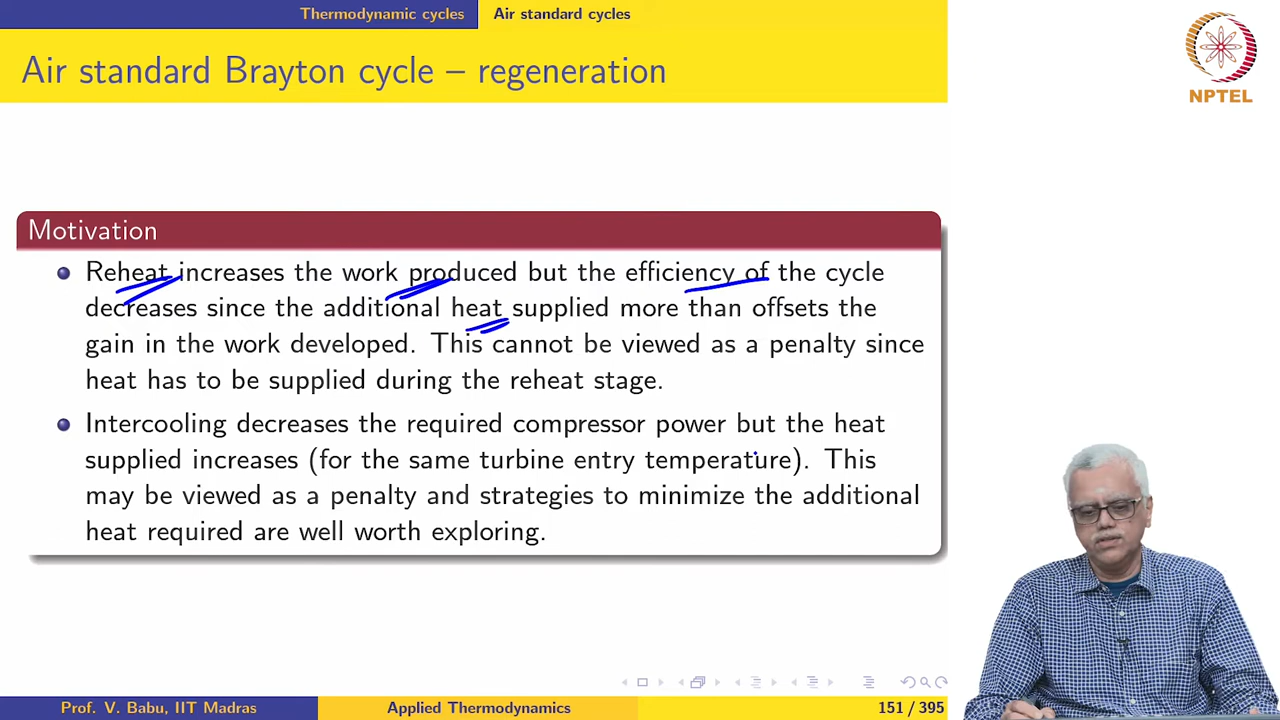 Thermodynamic cycles Air standard cycles
Air standard Brayton cycle – regeneration
NPTEL
Motivation
Reheat increases the work produced but the efficiency of the cycle
decreases since the additional heat supplied more than offsets the
gain in the work developed. This cannot be viewed as a penalty since
heat has to be supplied during the reheat stage.
Intercooling decreases the required compressor power but the heat
supplied increases (for the same turbine entry temperature). This
may be viewed as a penalty and strategies to minimize the additional
heat required are well worth exploring.
Prof. V. Babu, IIT Madras Applied Thermodynamics 151 / 395